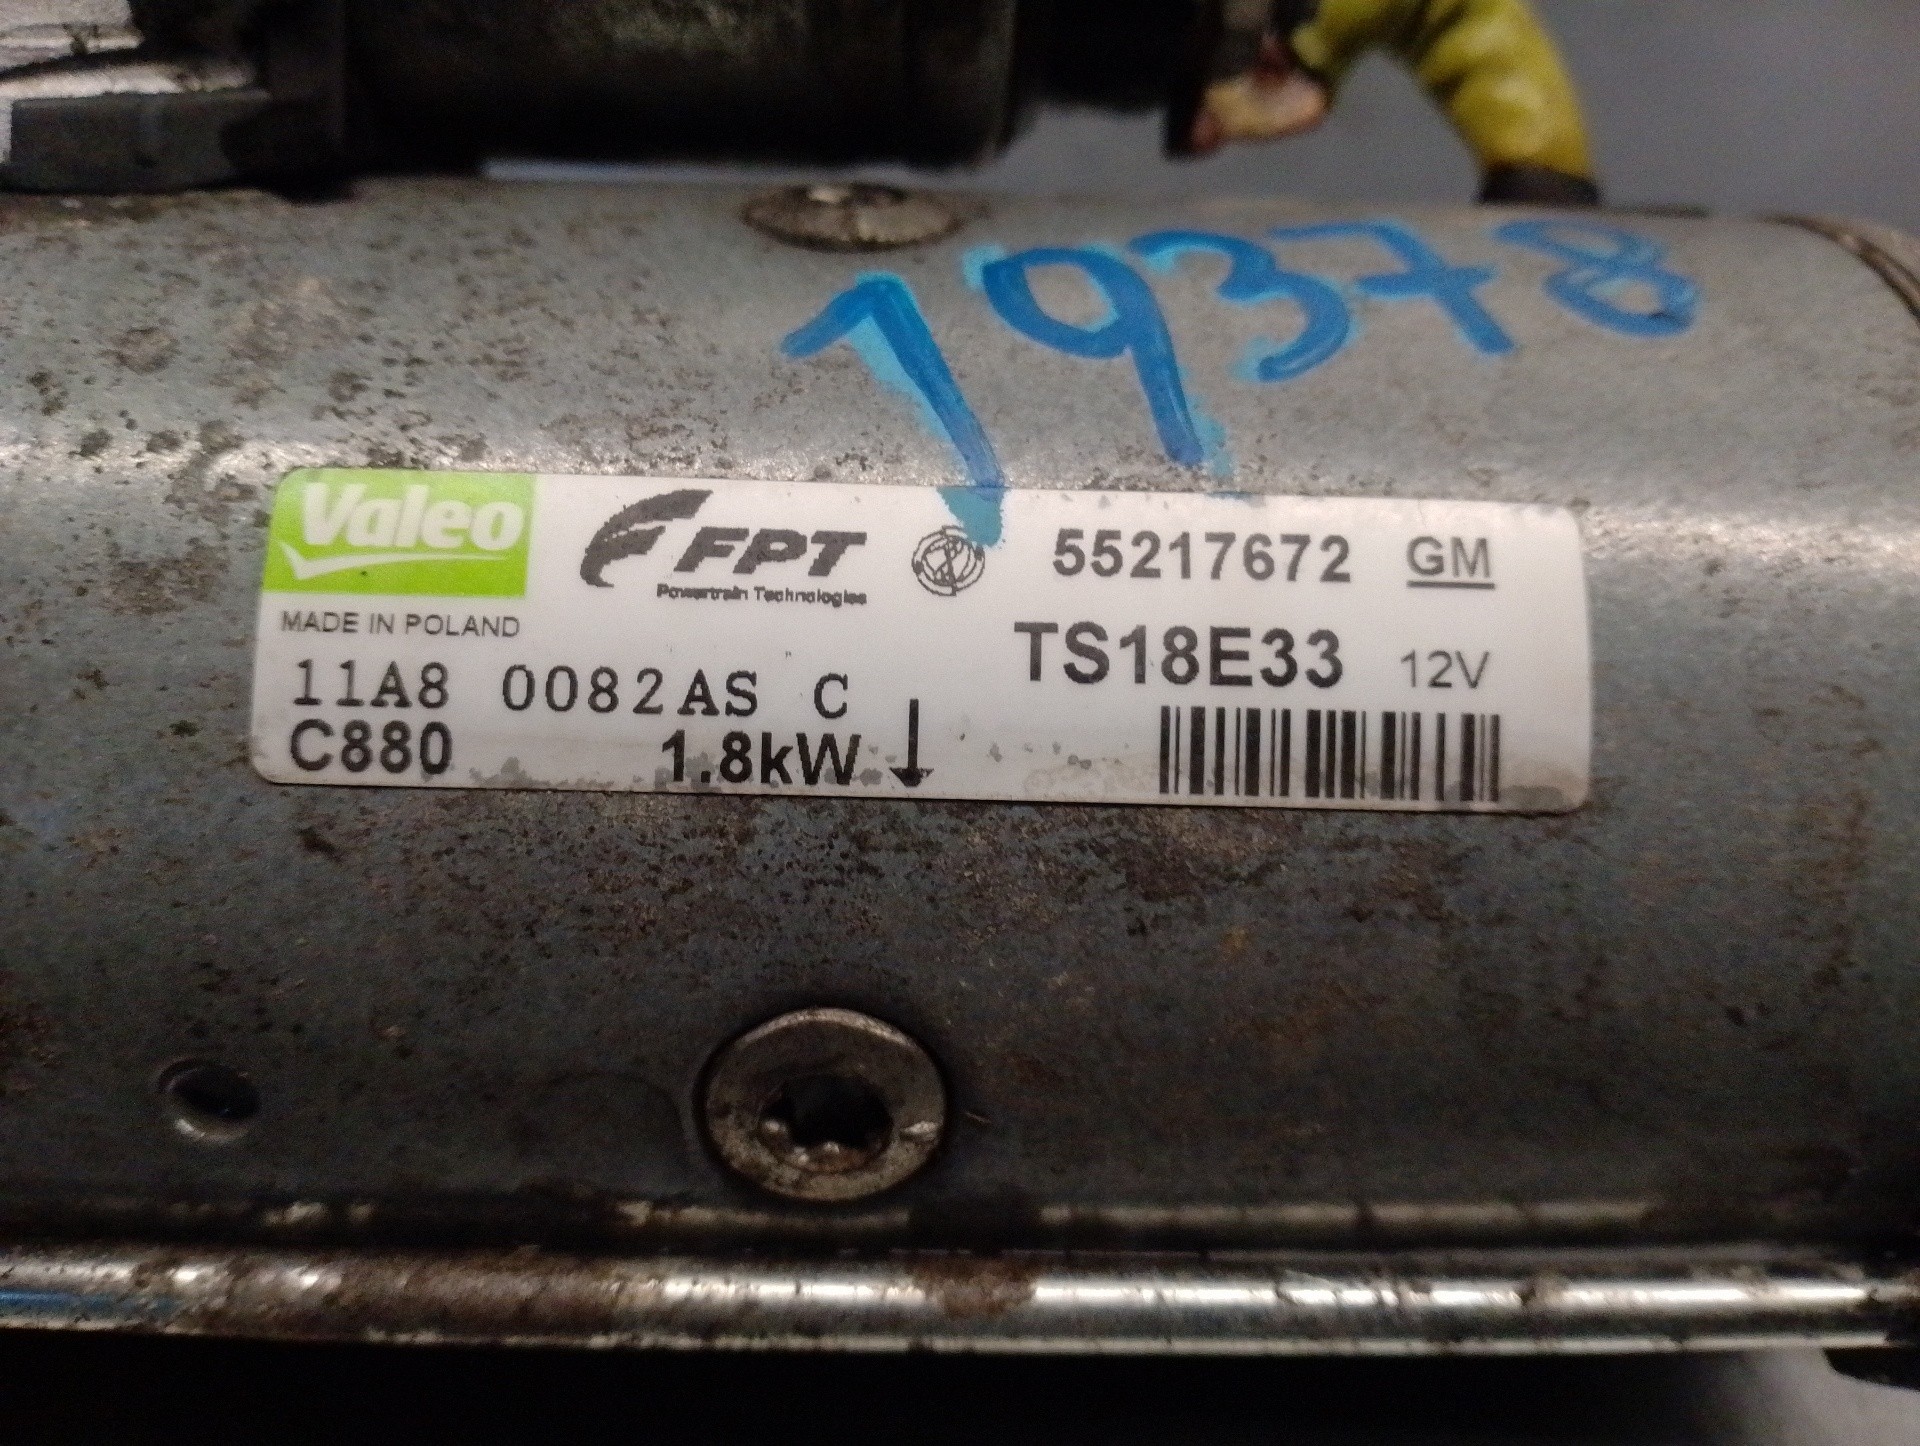 19378
Valeo
FPT
Powertrain Technologies
55217672 GM
MADE IN POLAND
TS18E33 12V
11A8 0082AS C
C880 1.8kW